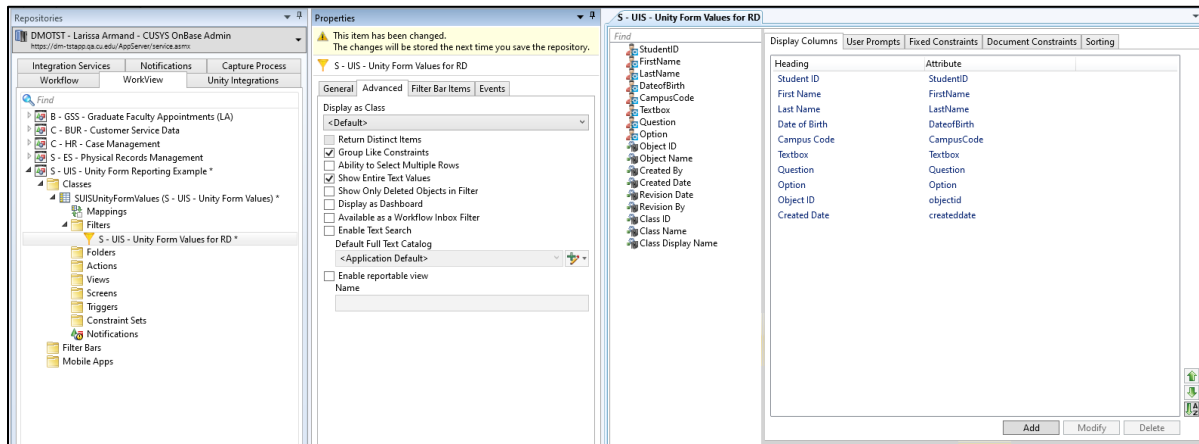 Repositories
DMOTST - Larissa Armand - CUSYS OnBase Admin
https://dm-tstapp.qa.cu.edu/AppServer/service.asmx
Integration Services
Notifications
Capture Process
Workflow
WorkView
Unity Integrations
Find
B - GSS - Graduate Faculty Appointments (LA)
C - BUR - Customer Service Data
C - HR - Case Management
S - ES - Physical Records Management
S - UIS - Unity Form Reporting Example *
Classes
SUISUnityFormValues (S - UIS - Unity Form Values) *
Mappings
Filters
S - UIS - Unity Form Values for RD *
Folders
Actions
Views
Screens
Triggers
Constraint Sets
Notifications
Filter Bars
Mobile Apps
Properties
This item has been changed.
The changes will be stored the next time you save the repository.
S - UIS - Unity Form Values for RD
General
Advanced
Filter Bar Items
Events
Display as Class
<Default>
Return Distinct Items
Group Like Constraints
Ability to Select Multiple Rows
Show Entire Text Values
Show Only Deleted Objects in Filter
Display as Dashboard
Available as a Workflow Inbox Filter
Enable Text Search
Default Full Text Catalog
<Application Default>
Enable reportable view
Name
S - UIS - Unity Form Values for RD
Find
StudentID
FirstName
LastName
DateofBirth
CampusCode
Textbox
Question
Option
Object ID
Object Name
Created By
Created Date
Revision Date
Revision By
Class ID
Class Name
Class Display Name
Display Columns
User Prompts
Fixed Constraints
Document Constraints
Sorting
Heading Attribute
Student ID StudentID
First Name FirstName
Last Name LastName
Date of Birth DateofBirth
Campus Code CampusCode
Textbox Textbox
Question Question
Option Option
Object ID objectid
Created Date createddate
Add
Modify
Delete